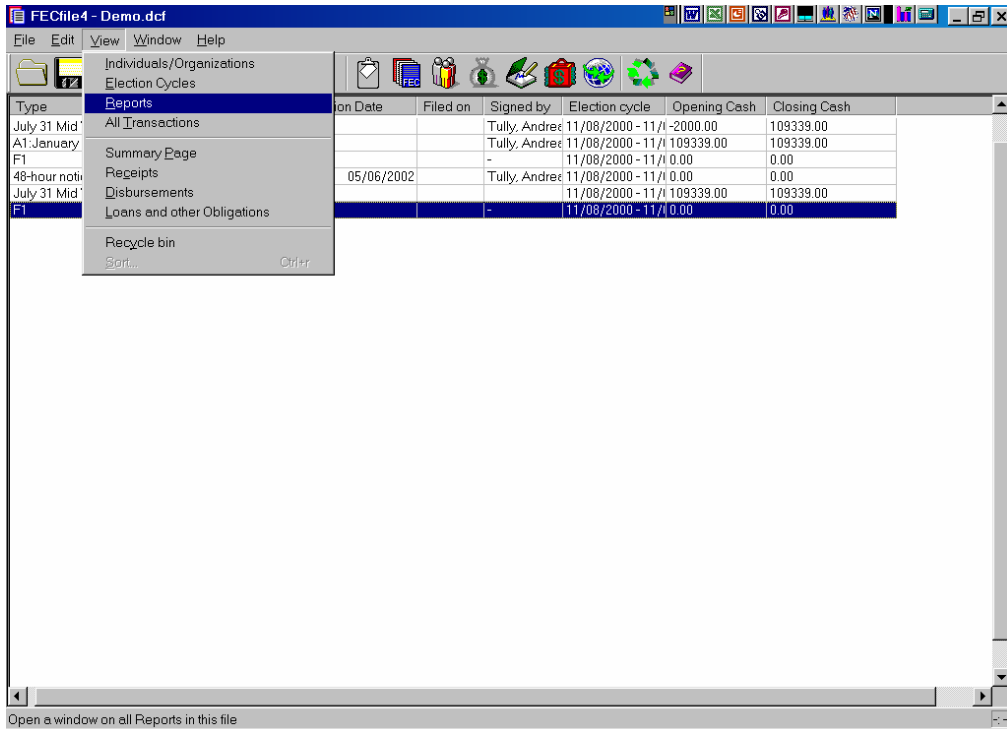 FECfile4 - Demo.dcf
File Edit View Window Help
Individuals/Organizations
Election Cycles
Reports
All Transactions
Summary Page
Receipts
Disbursements
Loans and other Obligations
Recycle bin
Sort... Ctrl+r
FEC
Type ion Date Filed on Signed by Election cycle Opening Cash Closing Cash
July 31 Mid Tully, Andrea 11/08/2000 - 11/ -2000.00 109339.00
A1:January Tully, Andrea 11/08/2000 - 11/ 109339.00 109339.00
F1 - 11/08/2000 - 11/ 0.00 0.00
48-hour noti 05/06/2002 Tully, Andrea 11/08/2000 - 11/ 0.00 0.00
July 31 Mid 11/08/2000 - 11/ 109339.00 109339.00
F1 - 11/08/2000 - 11/ 0.00 0.00
Open a window on all Reports in this file